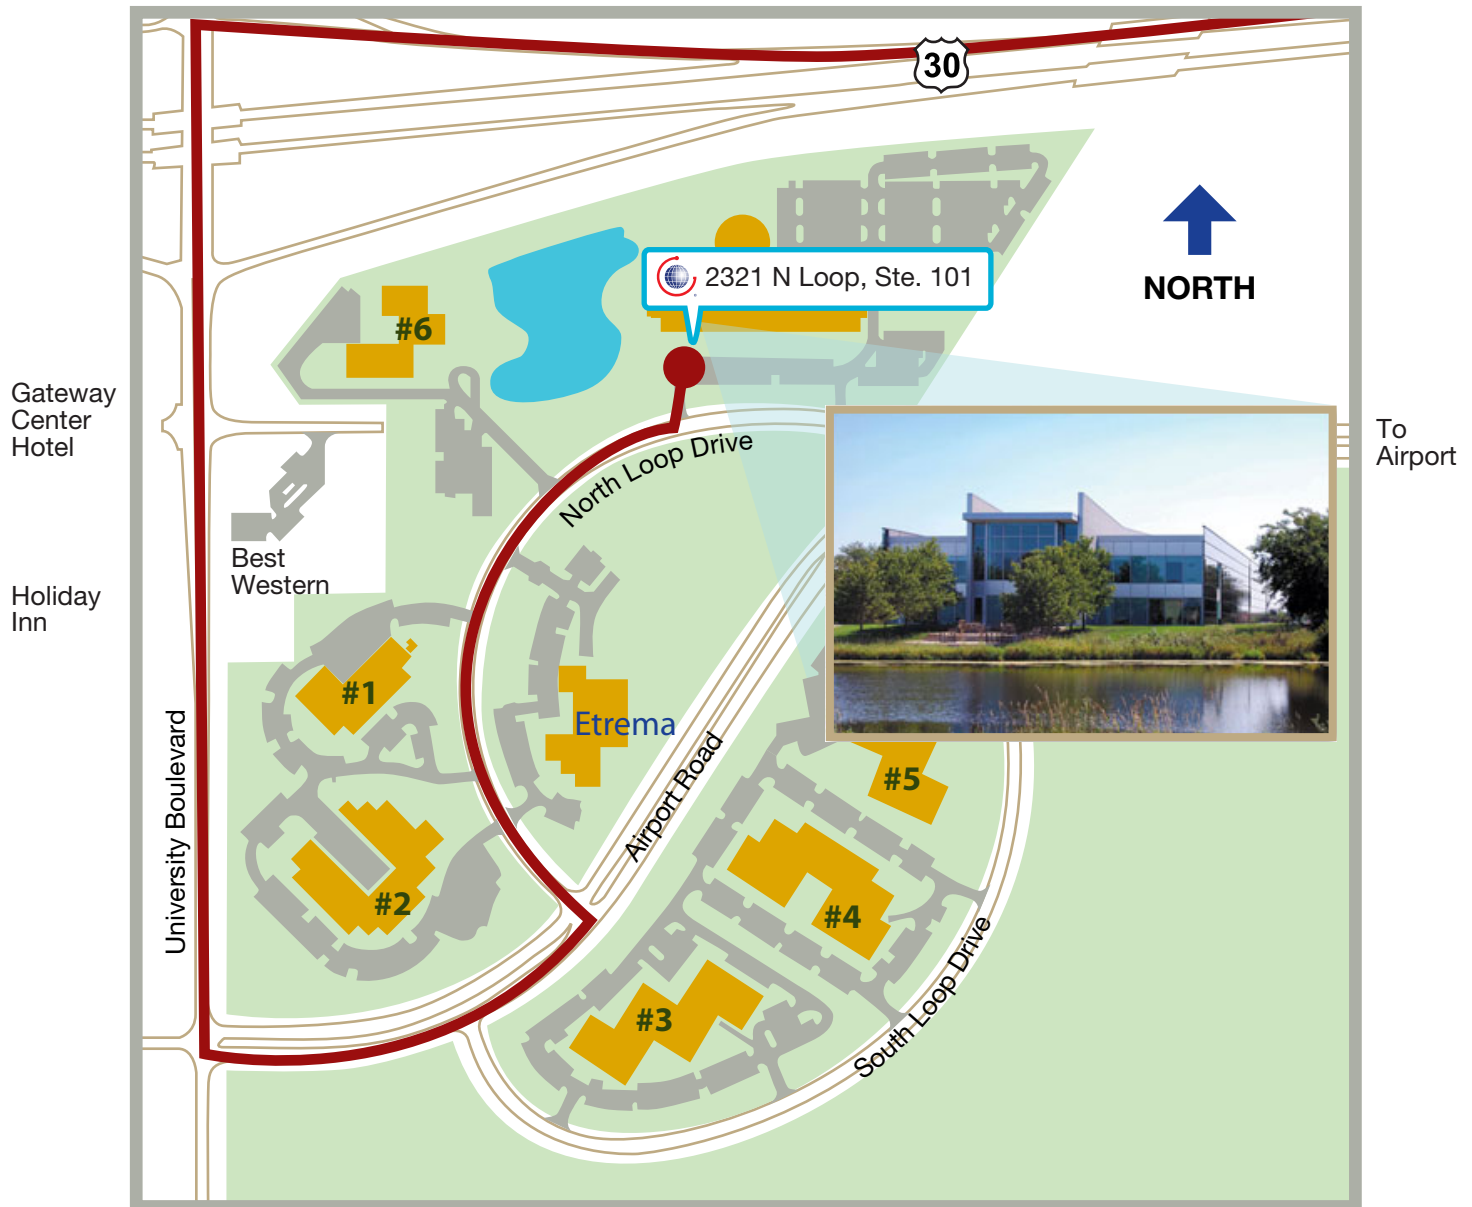 30
2321 N Loop, Ste. 101
NORTH
#6
Gateway
Center
Hotel
To
Airport
North Loop Drive
Best
Western
Holiday
Inn
#1
Etrema
University Boulevard
Airport Road
#5
#2
#4
South Loop Drive
#3